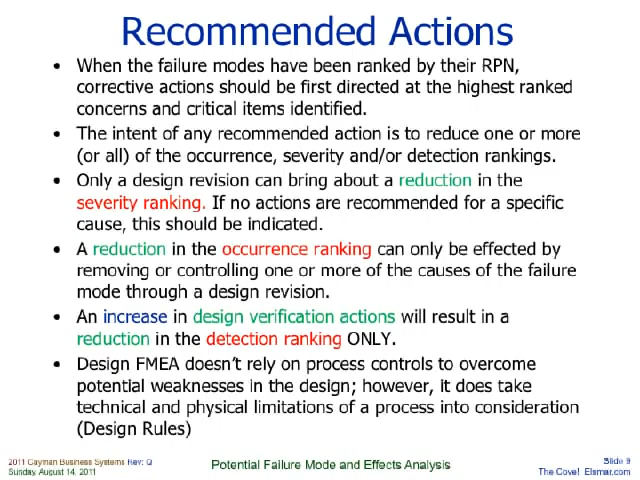 Recommended Actions
• When the failure modes have been ranked by their RPN,
corrective actions should be first directed at the highest ranked
concerns and critical items identified.
• The intent of any recommended action is to reduce one or more
(or all) of the occurrence, severity and/or detection rankings.
• Only a design revision can bring about a reduction in the
severity ranking. If no actions are recommended for a specific
cause, this should be indicated.
• A reduction in the occurrence ranking can only be effected by
removing or controlling one or more of the causes of the failure
mode through a design revision.
• An increase in design verification actions will result in a
reduction in the detection ranking ONLY.
• Design FMEA doesn't rely on process controls to overcome
potential weaknesses in the design; however, it does take
technical and physical limitations of a process into consideration
(Design Rules)
2011 Cayman Business Systems Rev: Q
Sunday, August 14, 2011
Potential Failure Mode and Effects Analysis
Slide 9
The Cove! Elsmar.com